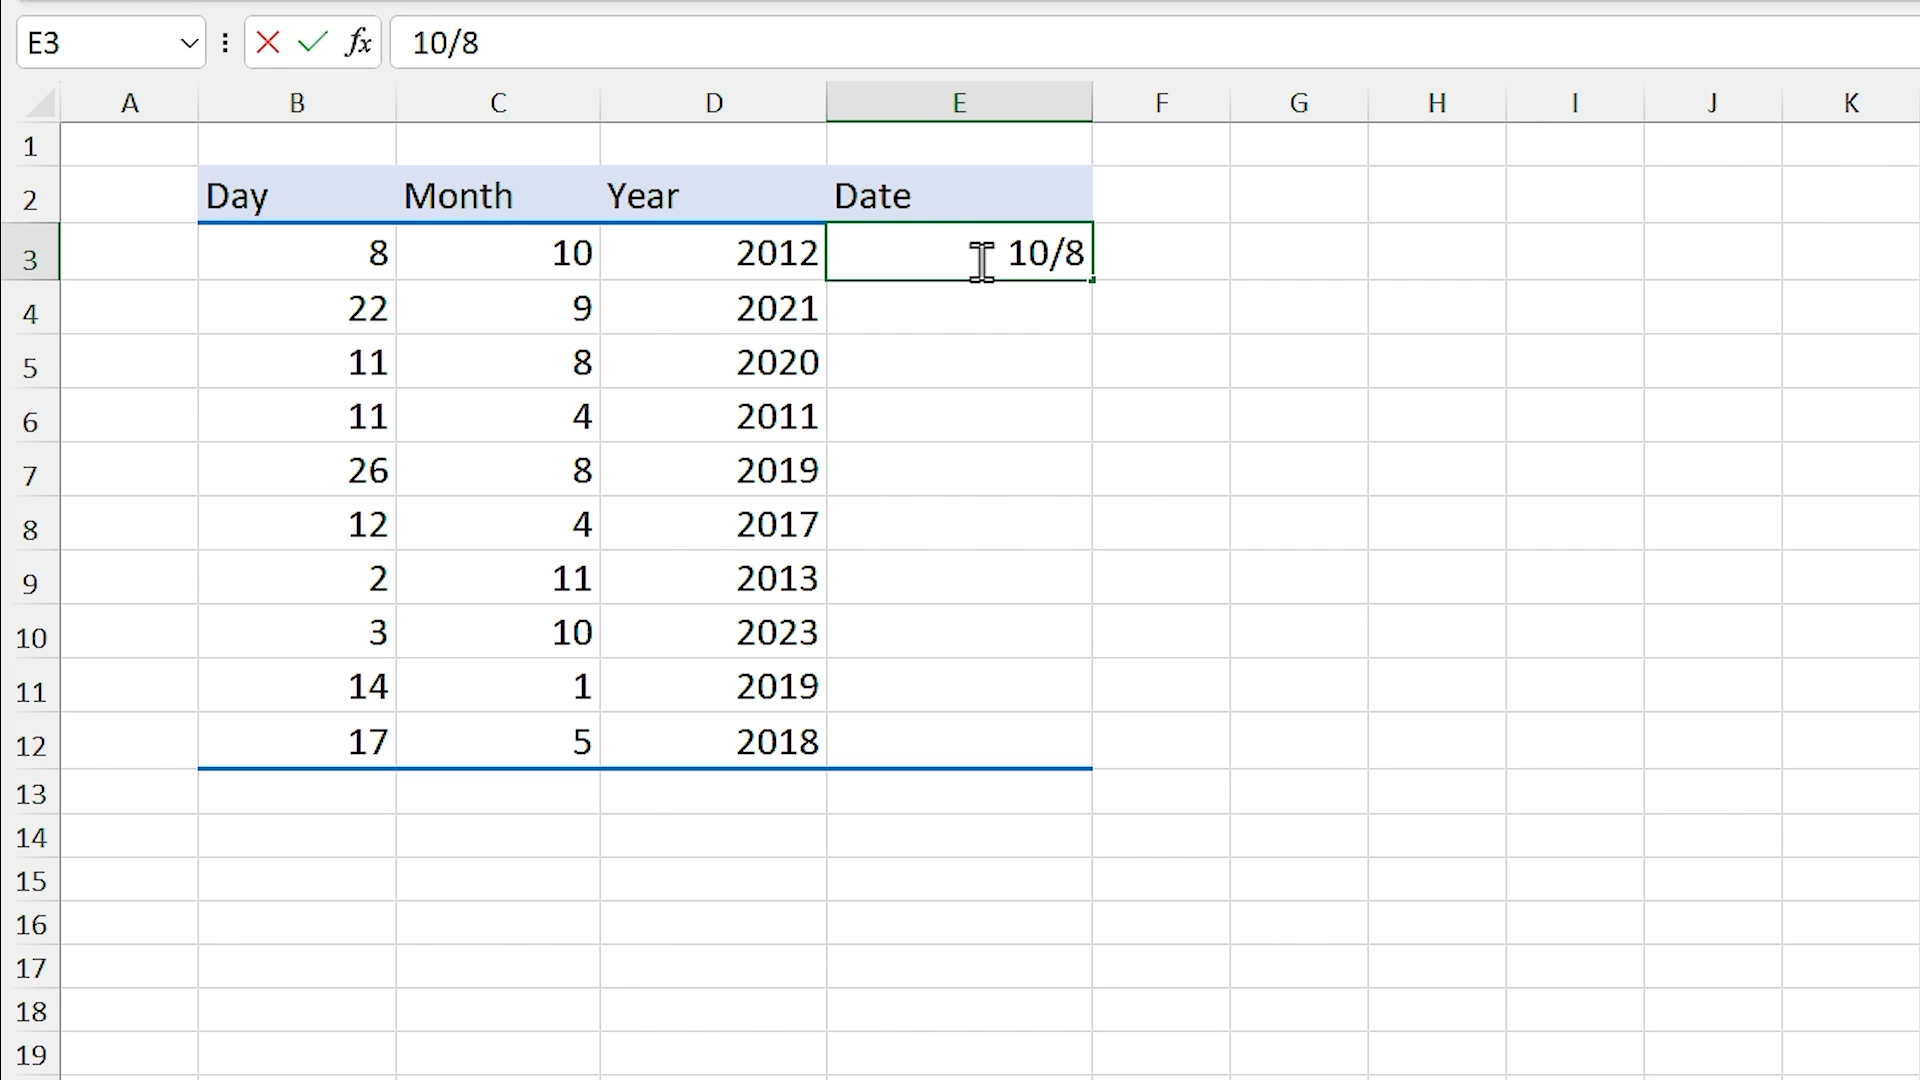 E3 fx 10/8
A B C D E F G H I J K
1
2 Day Month Year Date
3 8 10 2012 10/8
4 22 9 2021
5 11 8 2020
6 11 4 2011
7 26 8 2019
8 12 4 2017
9 2 11 2013
10 3 10 2023
11 14 1 2019
12 17 5 2018
13
14
15
16
17
18
19